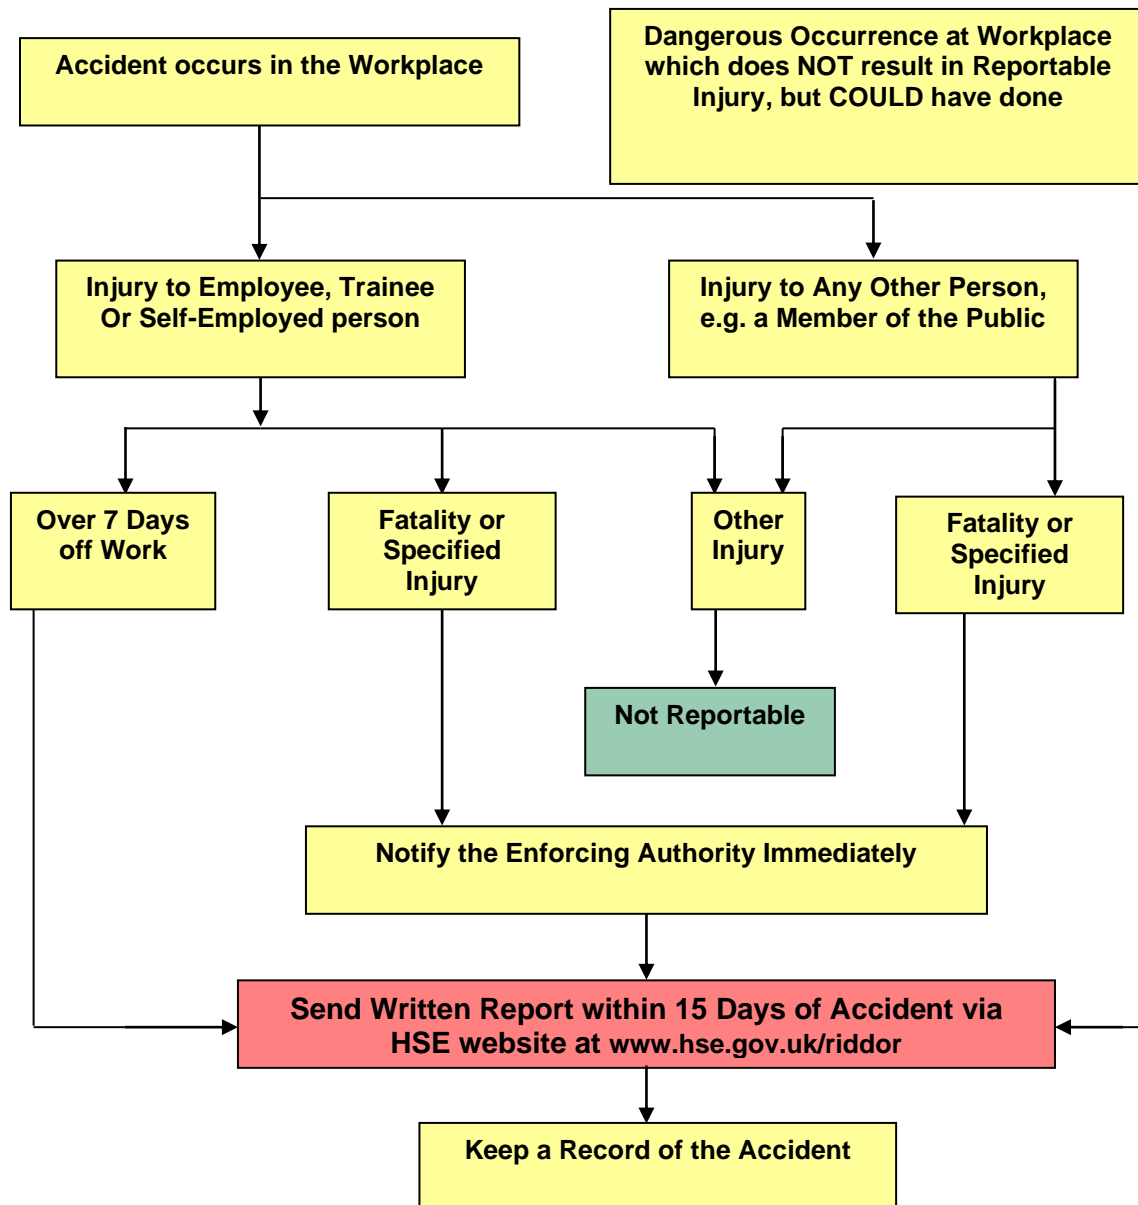 Accident occurs in the Workplace
Dangerous Occurrence at Workplace
which does NOT result in Reportable
Injury, but COULD have done
Injury to Employee, Trainee
Or Self-Employed person
Injury to Any Other Person,
e.g. a Member of the Public
Over 7 Days
off Work
Fatality or
Specified
Injury
Other
Injury
Fatality or
Specified
Injury
Not Reportable
Notify the Enforcing Authority Immediately
Send Written Report within 15 Days of Accident via
HSE website at www.hse.gov.uk/riddor
Keep a Record of the Accident